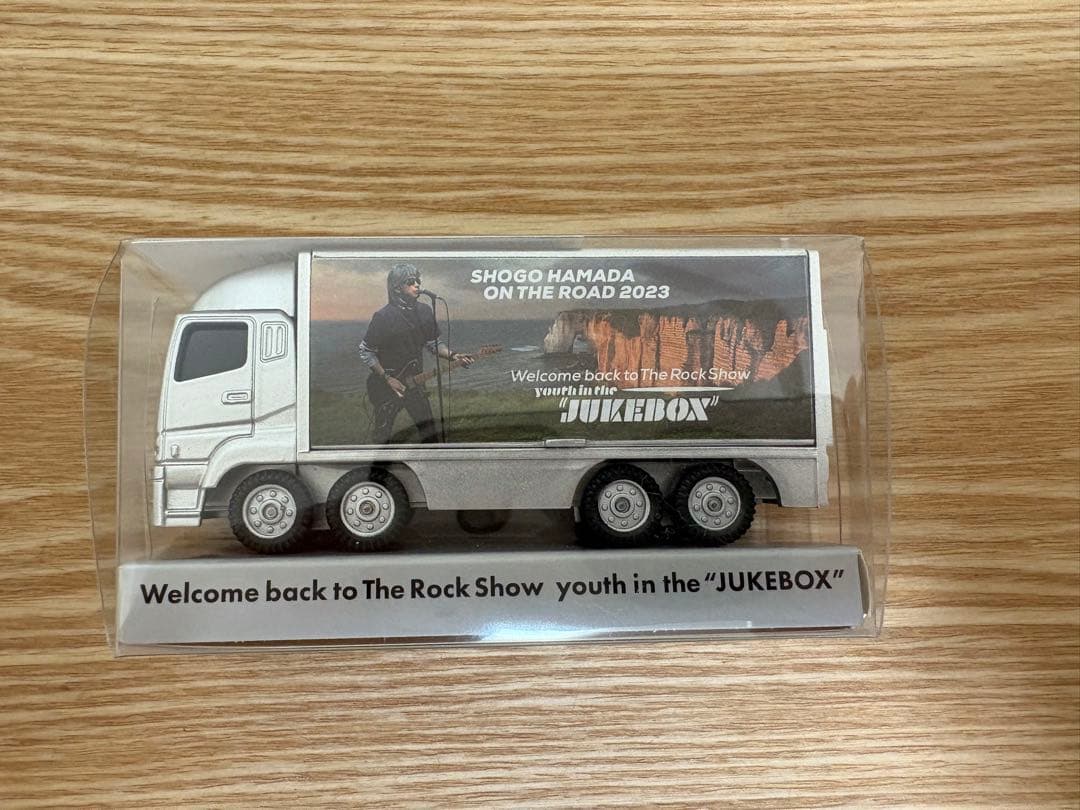 SHOGO HAMADA
ON THE ROAD 2023
Welcome back to The Rock Show
youth in the
"JUKEBOX"
Welcome back to The Rock Show youth in the "JUKEBOX"